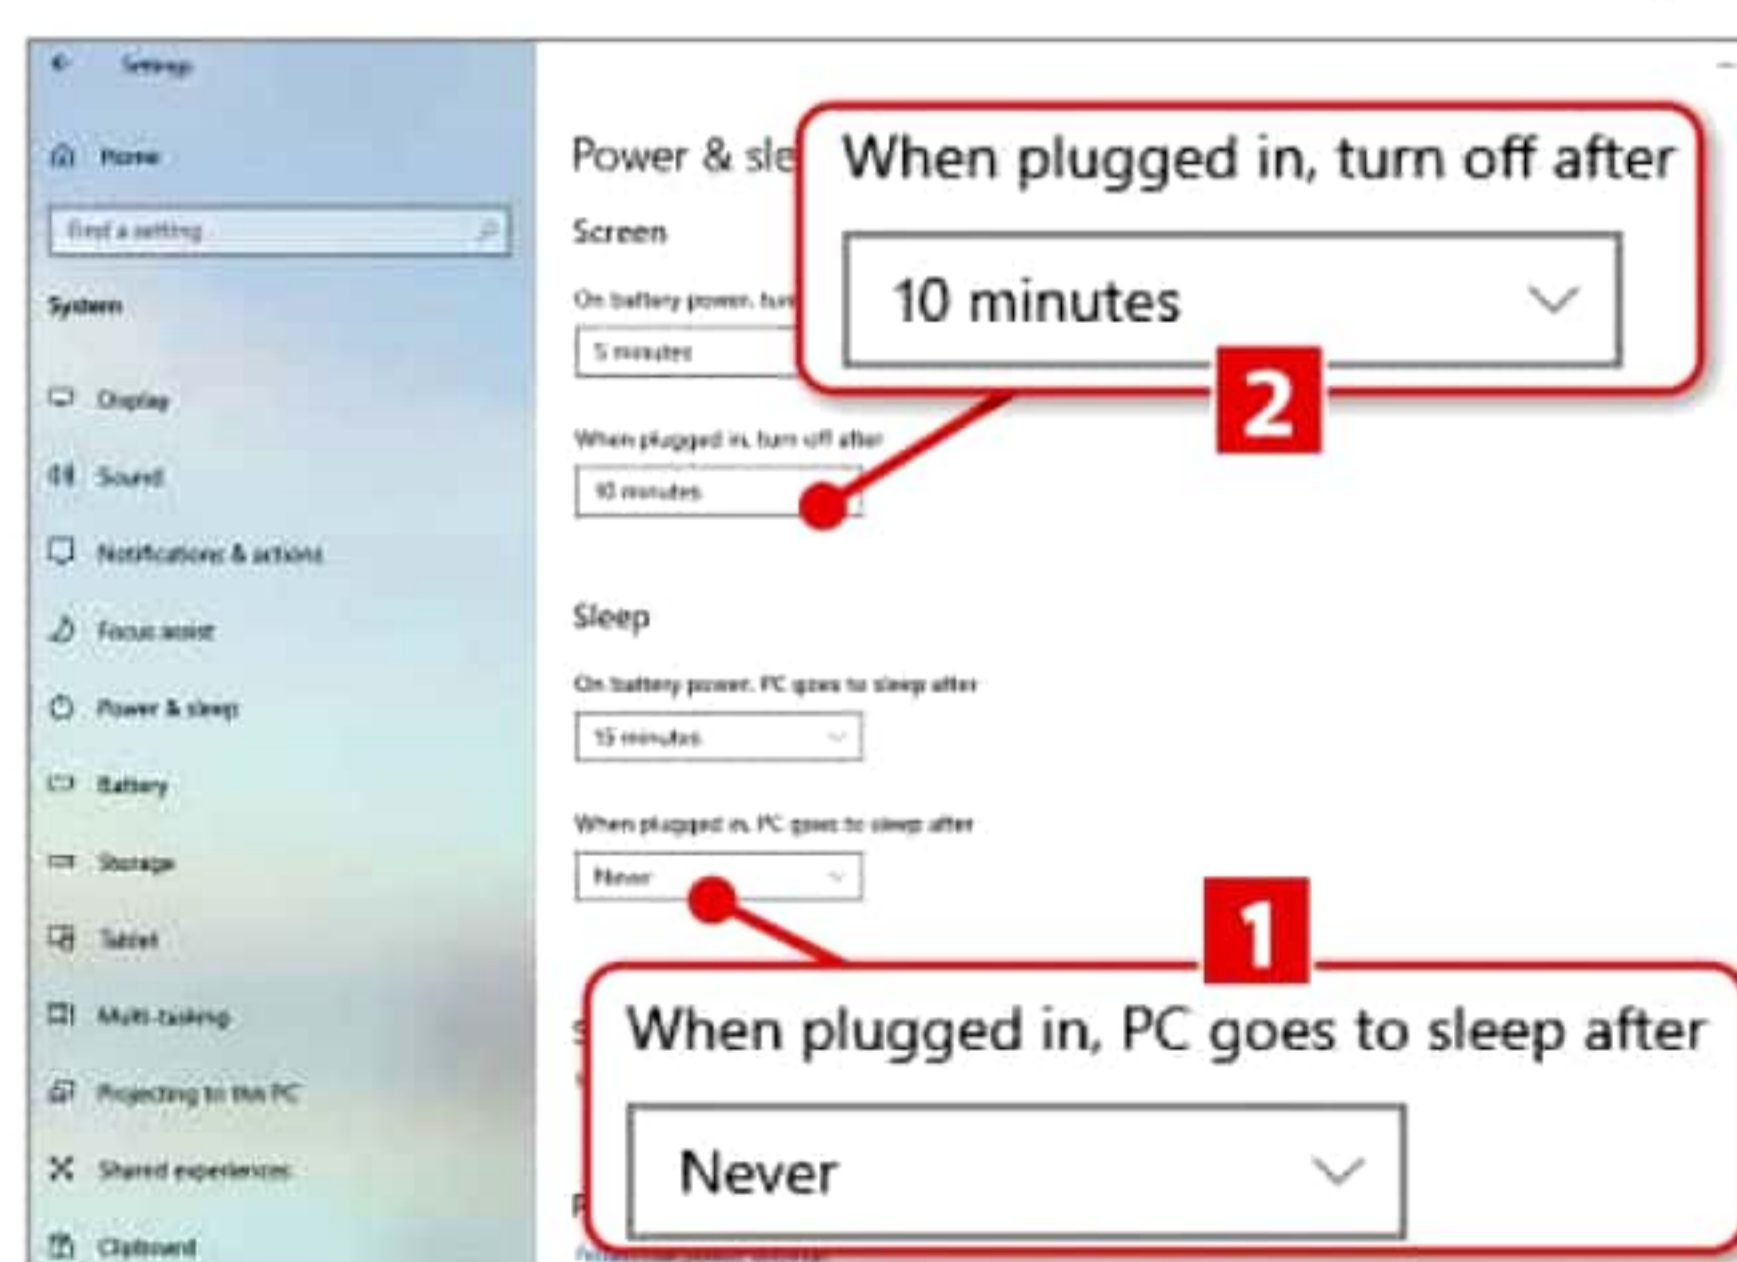 Settings
Home
Find a setting
System
Display
Sound
Notifications & actions
Focus assist
Power & sleep
Battery
Storage
Tablet
Multi-tasking
Projecting to this PC
Shared experiences
Clipboard
Power & sle
Screen
On battery power, turn
5 minutes
When plugged in, turn off after
10 minutes
Sleep
On battery power, PC goes to sleep after
15 minutes
When plugged in, PC goes to sleep after
Never
When plugged in, turn off after
10 minutes
2
1
When plugged in, PC goes to sleep after
Never